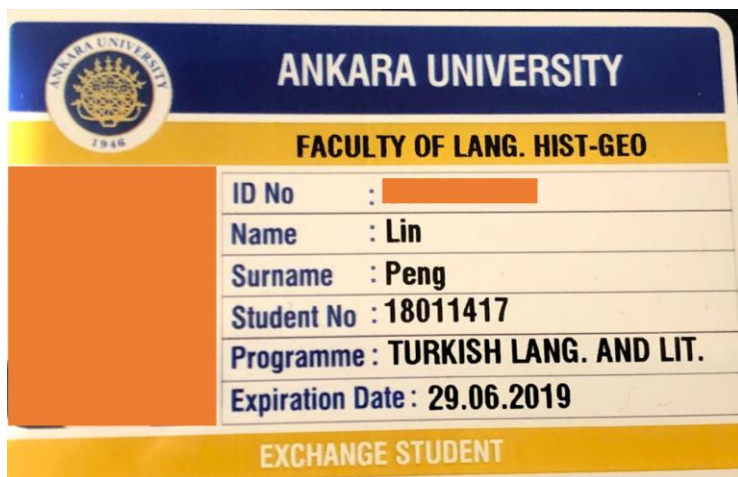 ANKARA UNIVERSITY
1946
ANKARA UNIVERSITY
FACULTY OF LANG. HIST-GEO
ID No :
Name : Lin
Surname : Peng
Student No : 18011417
Programme : TURKISH LANG. AND LIT.
Expiration Date : 29.06.2019
EXCHANGE STUDENT